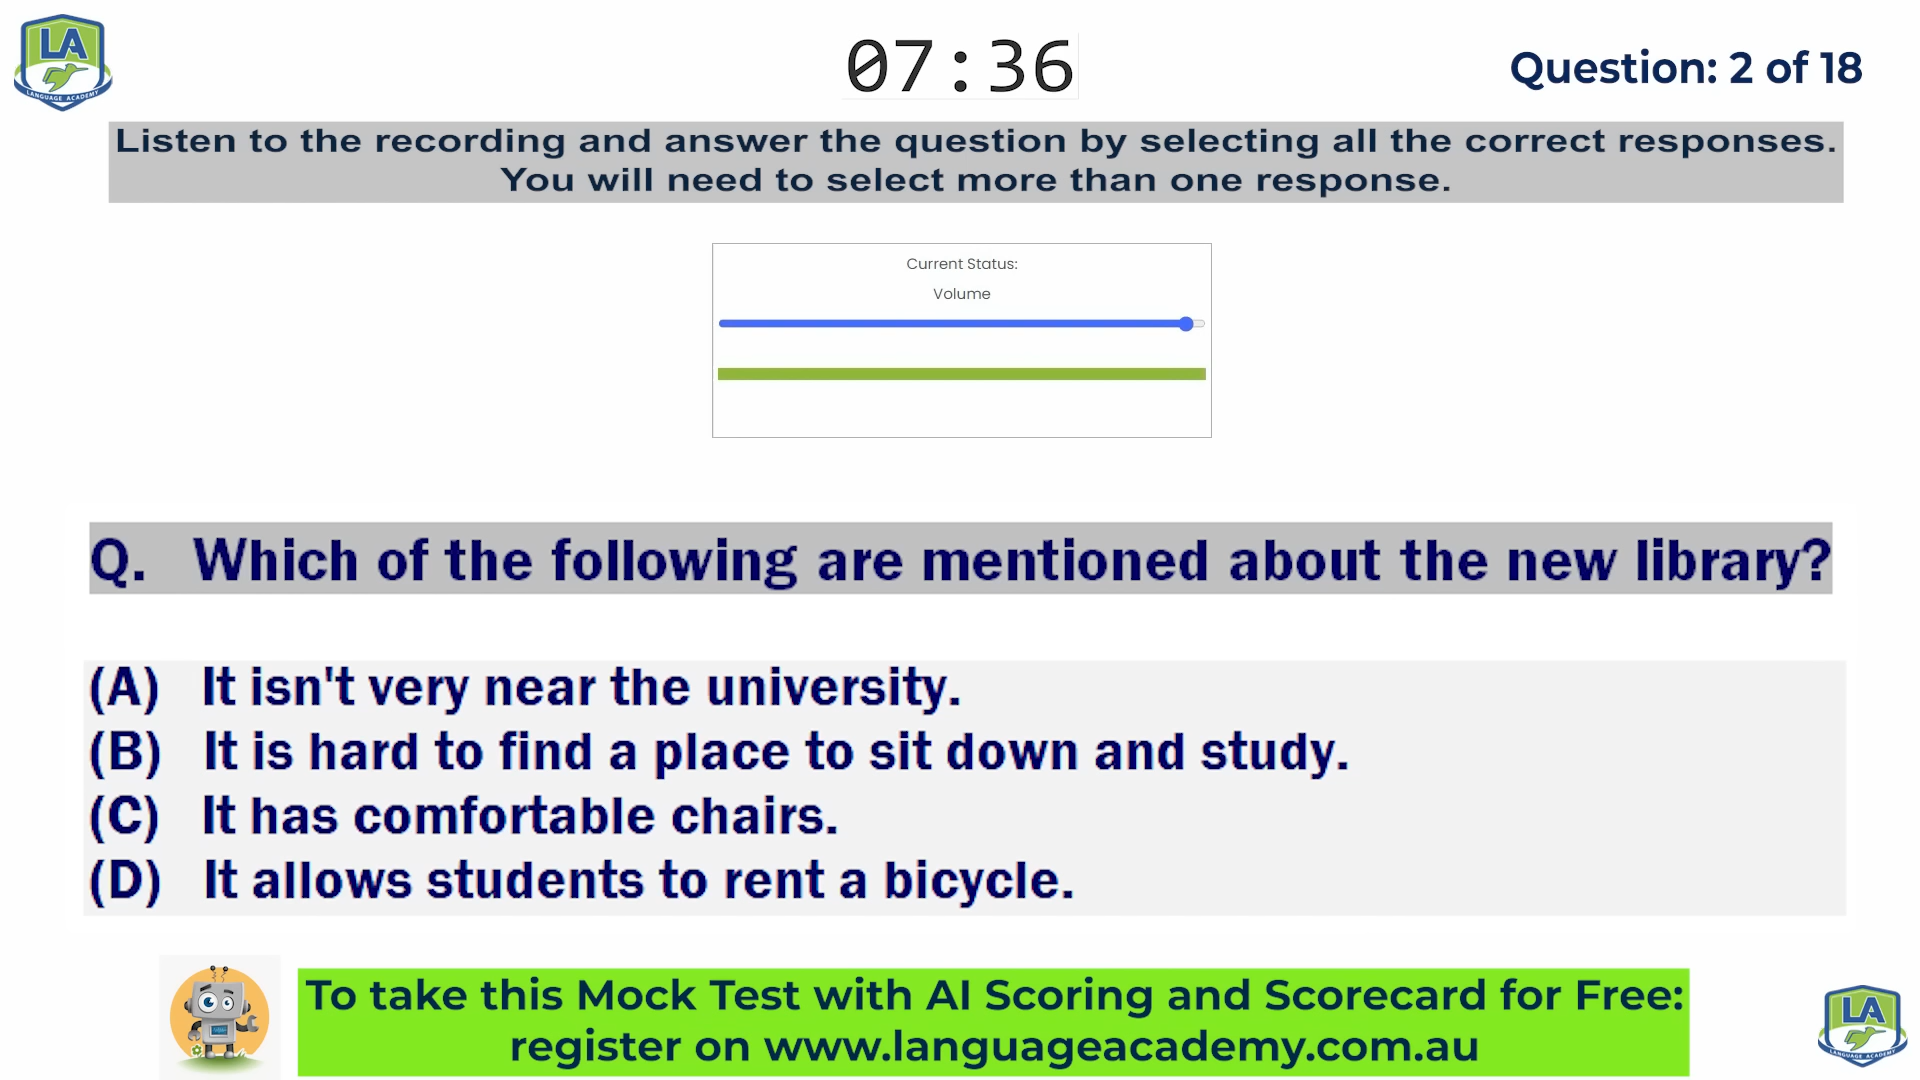 LA
LANGUAGE ACADEMY
07:36
Question: 2 of 18
Listen to the recording and answer the question by selecting all the correct responses.
You will need to select more than one response.
Current Status:
Volume
Q. Which of the following are mentioned about the new library?
(A) It isn't very near the university.
(B) It is hard to find a place to sit down and study.
(C) It has comfortable chairs.
(D) It allows students to rent a bicycle.
To take this Mock Test with AI Scoring and Scorecard for Free:
register on www.languageacademy.com.au
LA
LANGUAGE ACADEMY